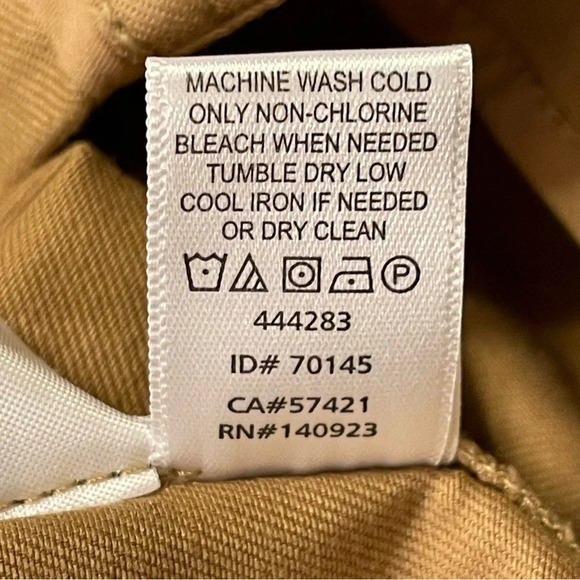 MACHINE WASH COLD
ONLY NON-CHLORINE
BLEACH WHEN NEEDED
TUMBLE DRY LOW
COOL IRON IF NEEDED
OR DRY CLEAN
P
444283
ID# 70145
CA#57421
RN#140923